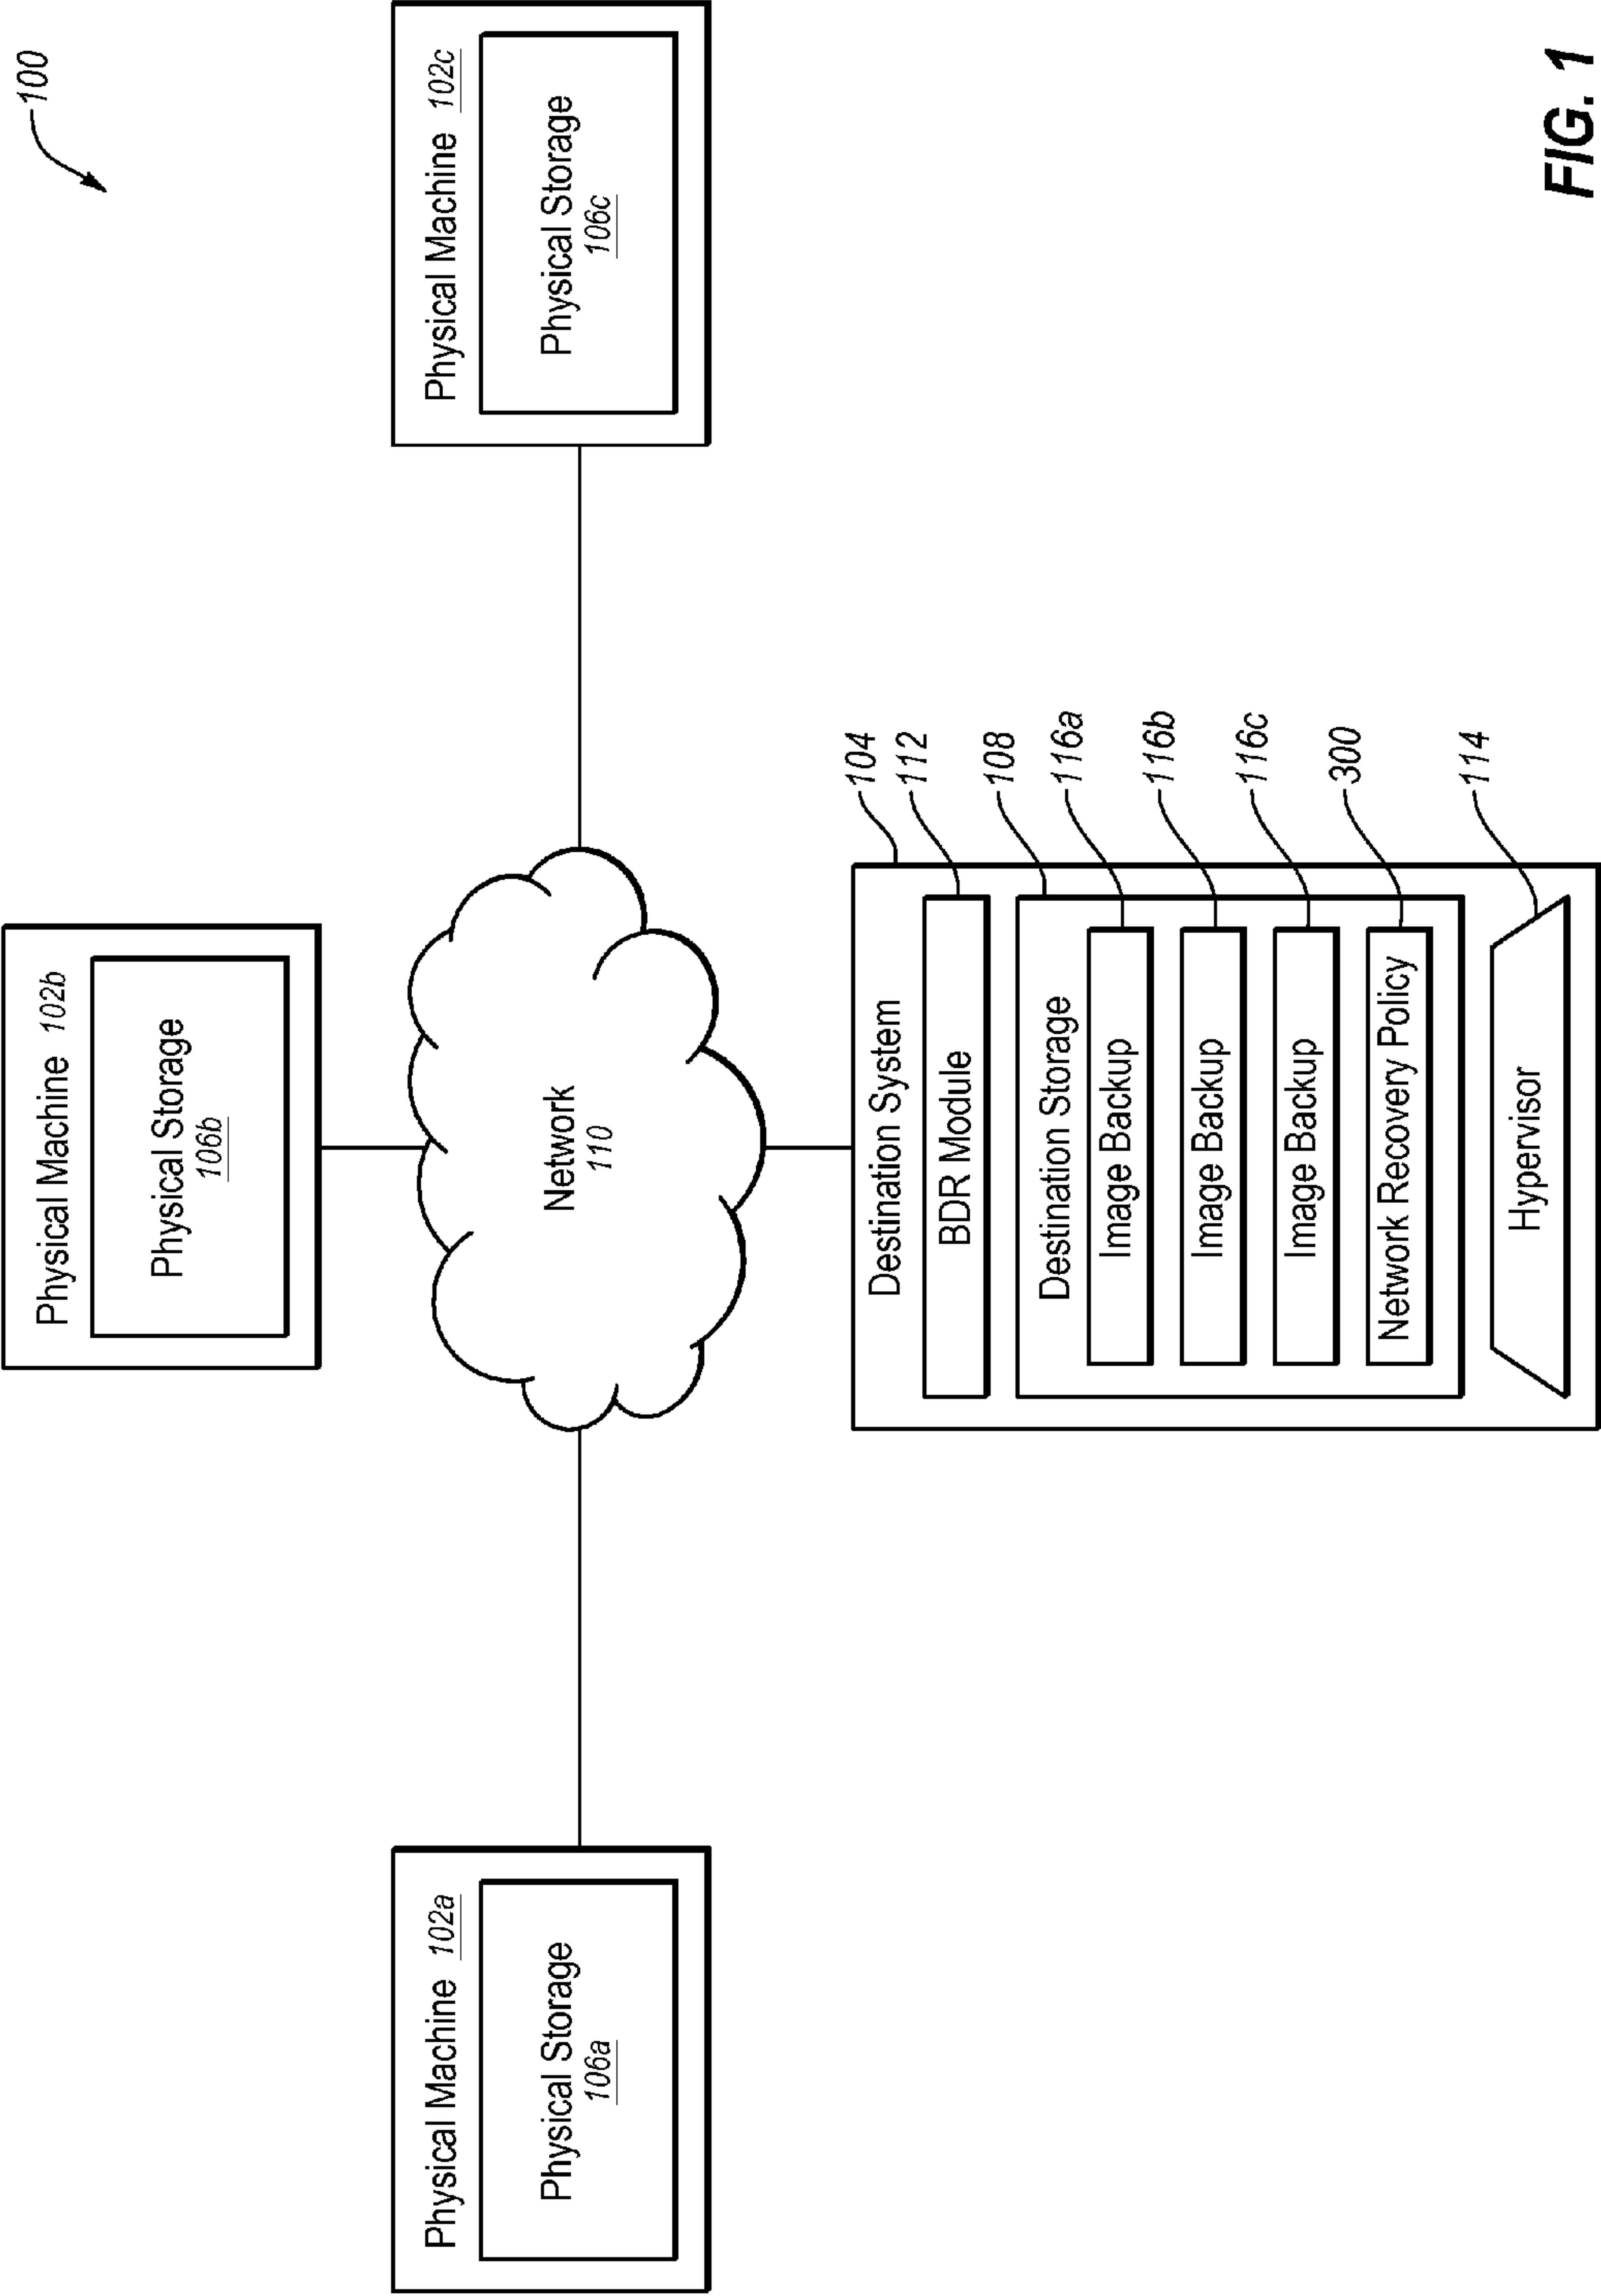 100
Physical Machine 102b
Physical Storage
106b
Physical Machine 102a
Physical Storage
106a
Network
110
Physical Machine 102c
Physical Storage
106c
Destination System
104
BDR Module
112
Destination Storage
108
Image Backup
116a
Image Backup
116b
Image Backup
116c
Network Recovery Policy
300
Hypervisor
114
FIG. 1